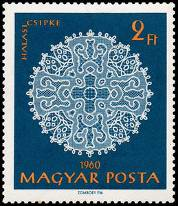 HALASI CSIPKE
2 Ft
1960
MAGYAR POSTA